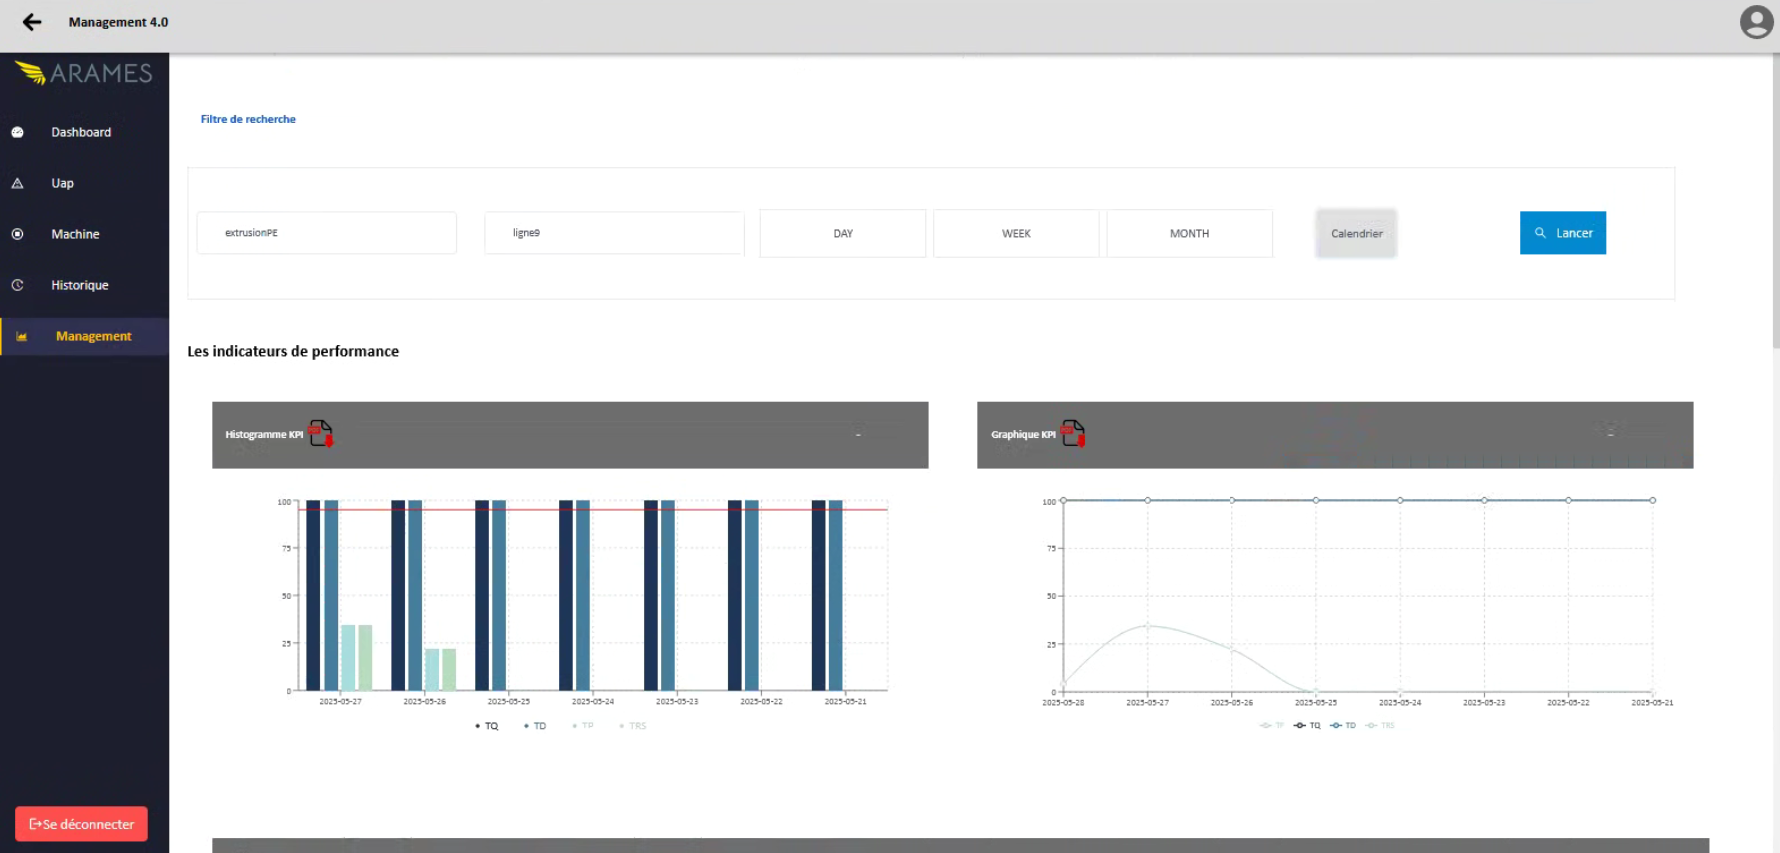 Management 4.0
ARAMES
Dashboard
Uap
Machine
Historique
Management
Se déconnecter
Filtre de recherche
extrusionPE
ligne9
DAY
WEEK
MONTH
Calendrier
Lancer
Les indicateurs de performance
Histogramme KPI
100
75
50
25
0
2025-05-27 2025-05-26 2025-05-25 2025-05-24 2025-05-23 2025-05-22 2025-05-21
TQ TD TP TRS
Graphique KPI
100
75
50
25
0
2025-05-28 2025-05-27 2025-05-26 2025-05-25 2025-05-24 2025-05-23 2025-05-22 2025-05-21
TP TQ TD TRS